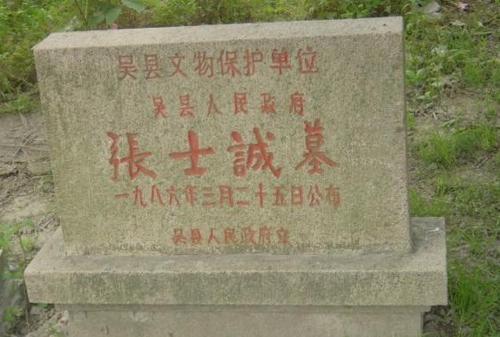 吴县文物保护单位
吴县人民政府
張士誠墓
一九八六年三月二十五日公布
吴县人民政府立